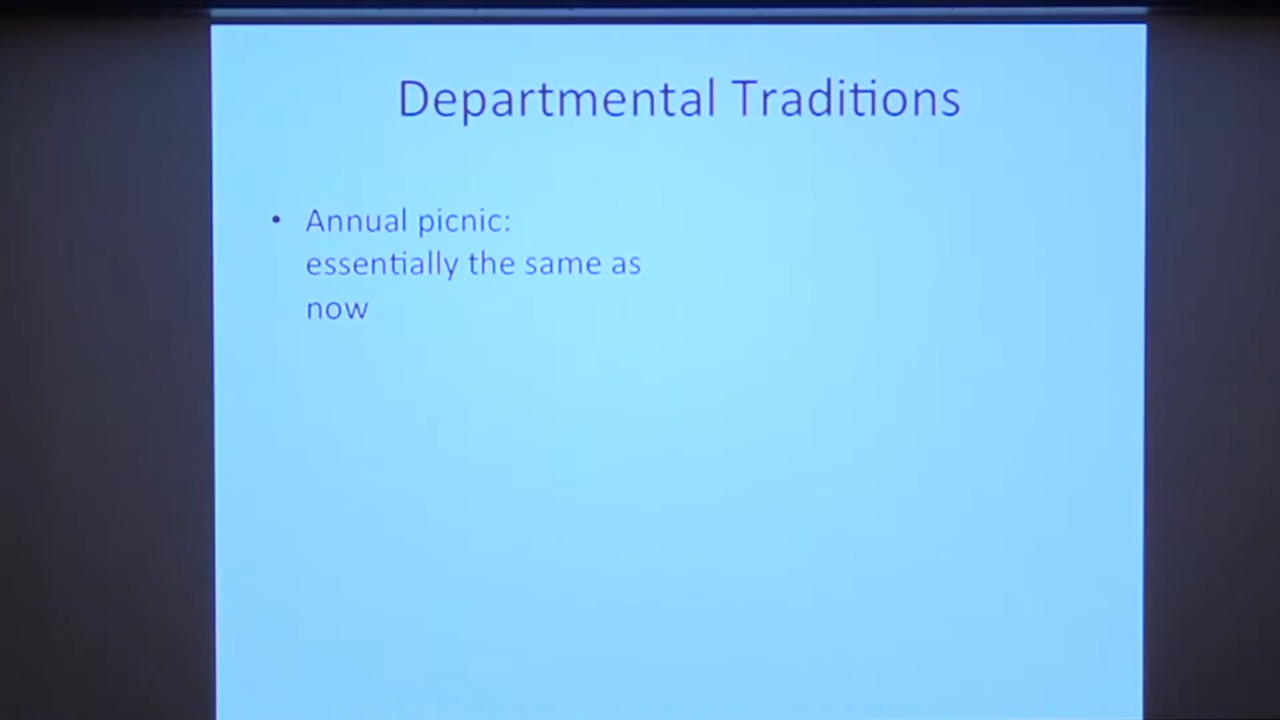 Departmental Traditions
• Annual picnic:
essentially the same as
now